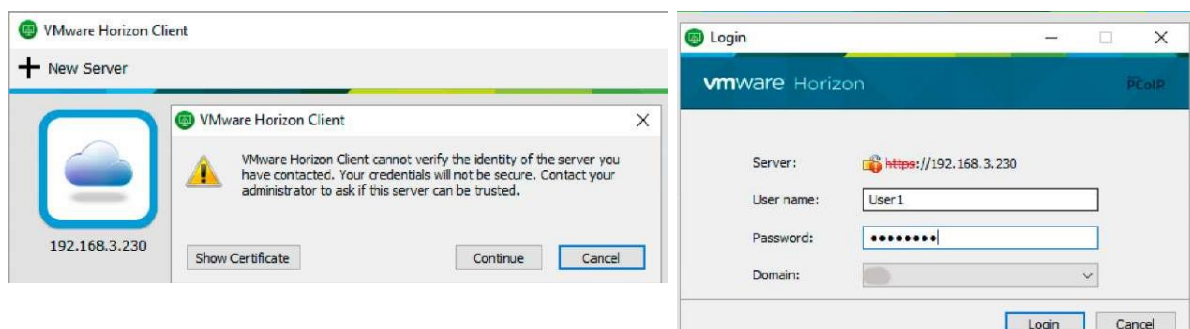 VMware Horizon Client
New Server
192.168.3.230
VMware Horizon Client
VMware Horizon Client cannot verify the identity of the server you
have contacted. Your credentials will not be secure. Contact your
administrator to ask if this server can be trusted.
Show Certificate
Continue
Cancel
Login
vmware Horizon
PCoIP
Server: https://192.168.3.230
User name: User1
Password: ••••••••
Domain:
Login
Cancel